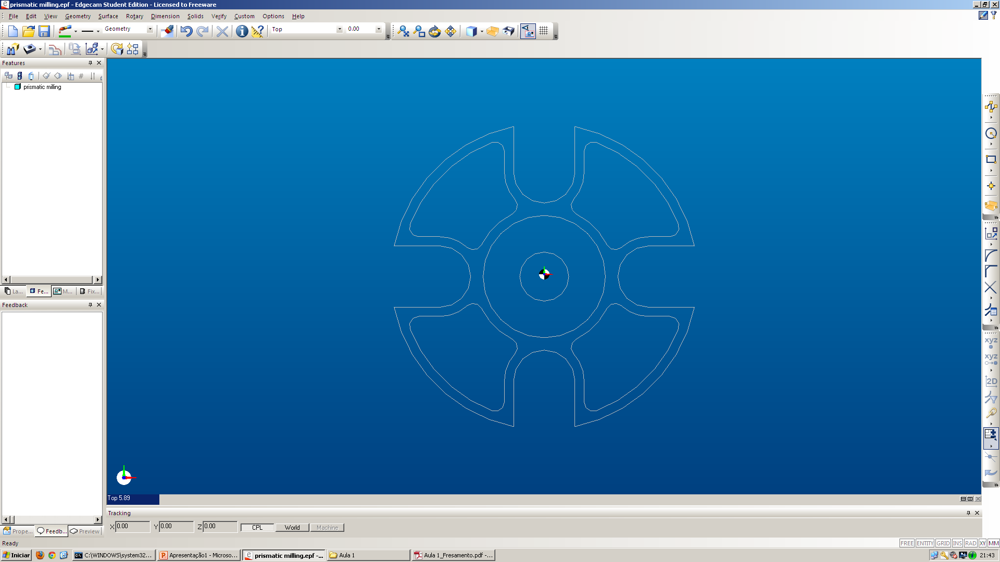 prismatic milling.epf - Edgecam Student Edition - Licensed to Freeware
File Edit View Geometry Surface Rotary Dimension Solids Verify Custom Options Help
Geometry Top 0.00
Features
prismatic milling
La... Fe... M... Fix...
Feedback
Top 5.89
Tracking
X 0.00 Y 0.00 Z 0.00 CPL World Machine
Prope... Feedb... Preview
xyz
xyz
2D
Ready
FREE ENTITY GRID INS RAD XY MM
Iniciar C:\WINDOWS\system32... Apresentação1 - Microso... prismatic milling.epf -... Aula 1 Aula 1_Fresamento.pdf -... 21:43